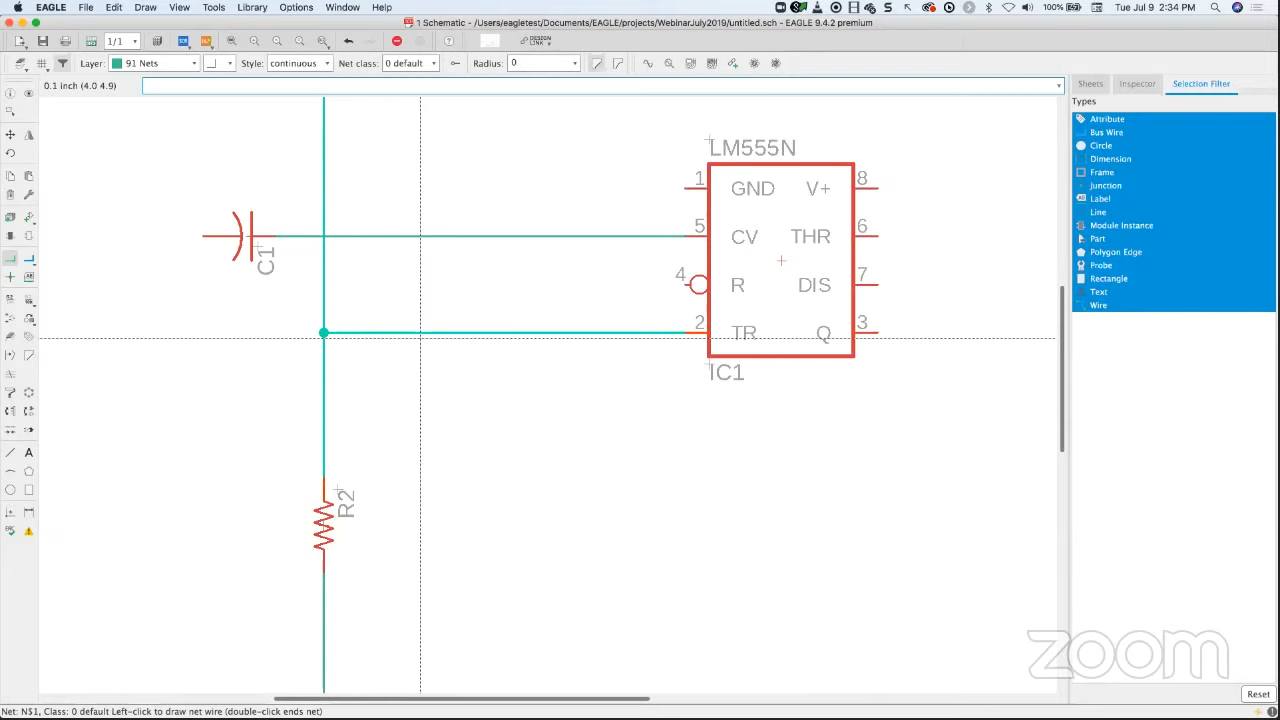 EAGLE File Edit Draw View Tools Library Options Window Help 100% Tue Jul 9 2:34 PM
1 Schematic - /Users/eagletest/Documents/EAGLE/projects/WebinarJuly2019/untitled.sch - EAGLE 9.4.2 premium
1/1 DESIGN LINK
Layer: 91 Nets Style: continuous Net class: 0 default Radius: 0
0.1 inch (4.0 4.9)
Sheets Inspector Selection Filter
Types
Attribute
Bus Wire
Circle
Dimension
Frame
Junction
Label
Line
Module Instance
Part
Polygon Edge
Probe
Rectangle
Text
Wire
LM555N
1 GND V+ 8
5 CV THR 6
4 R DIS 7
2 TR Q 3
IC1
C1
R2
zoom
Reset
Net: N$1, Class: 0 default Left-click to draw net wire (double-click ends net)